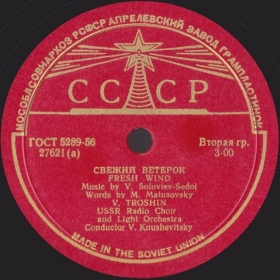 МОСОБЛСОВНАРХОЗ РСФСР АПРЕЛЕВСКИЙ ЗАВОД ГРАМПЛАСТИНОК
СССР
ГОСТ 5289-56
27621 (а)
Вторая гр.
3-00
СВЕЖИЙ ВЕТЕРОК
FRESH WIND
Music by V. Soloviev-Sedoi
Words by M. Matusovsky
V. TROSHIN
USSR Radio Choir
and Light Orchestra
Conductor V. Knushevitsky
MADE IN THE SOVIET UNION